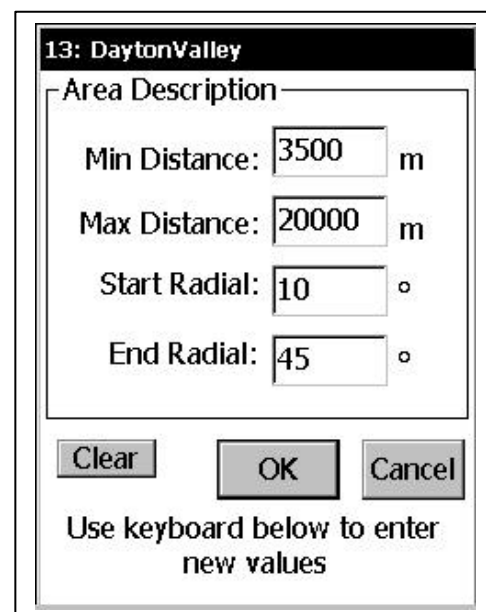 13: DaytonValley
Area Description
Min Distance: 3500 m
Max Distance: 20000 m
Start Radial: 10 °
End Radial: 45 °
Clear OK Cancel
Use keyboard below to enter
new values